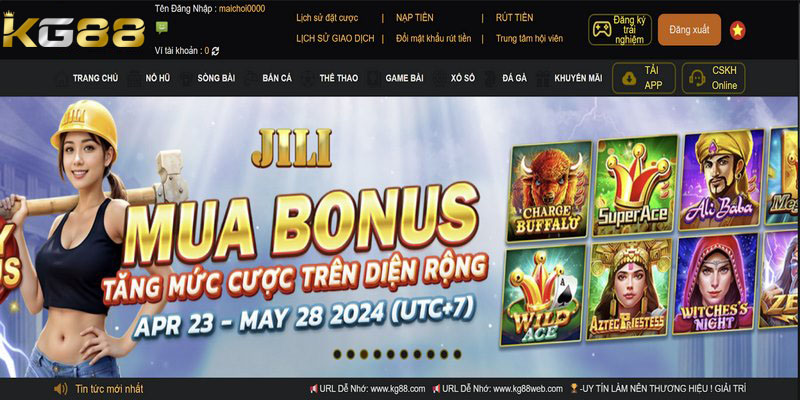 KG88
Tên Đăng Nhập : maichoi0000
Ví tài khoản : 0
Lịch sử đặt cược | NẠP TIỀN | RÚT TIỀN |
LỊCH SỬ GIAO DỊCH | Đổi mật khẩu rút tiền | Trung tâm hội viên
Đăng ký
trải
nghiệm
Đăng xuất
TRANG CHỦ NỔ HŨ SÒNG BÀI BẮN CÁ THỂ THAO GAME BÀI XỔ SỐ ĐÁ GÀ KHUYẾN MÃI
TẢI
APP
CSKH
Online
JILI
JILI
MUA BONUS
TĂNG MỨC CƯỢC TRÊN DIỆN RỘNG
APR 23 - MAY 28 2024 (UTC+7)
CHARGE
BUFFALO
SuperAce
Ali Baba
WILD
ACE
A
Aztec Priestess
WITCHES'S
NIGHT
Tin tức mới nhất
URL Dễ Nhớ: www.kg88.com URL Dễ Nhớ: www.kg88web.com -UY TÍN LÀM NÊN THƯƠNG HIỆU ! GIẢI TRÍ